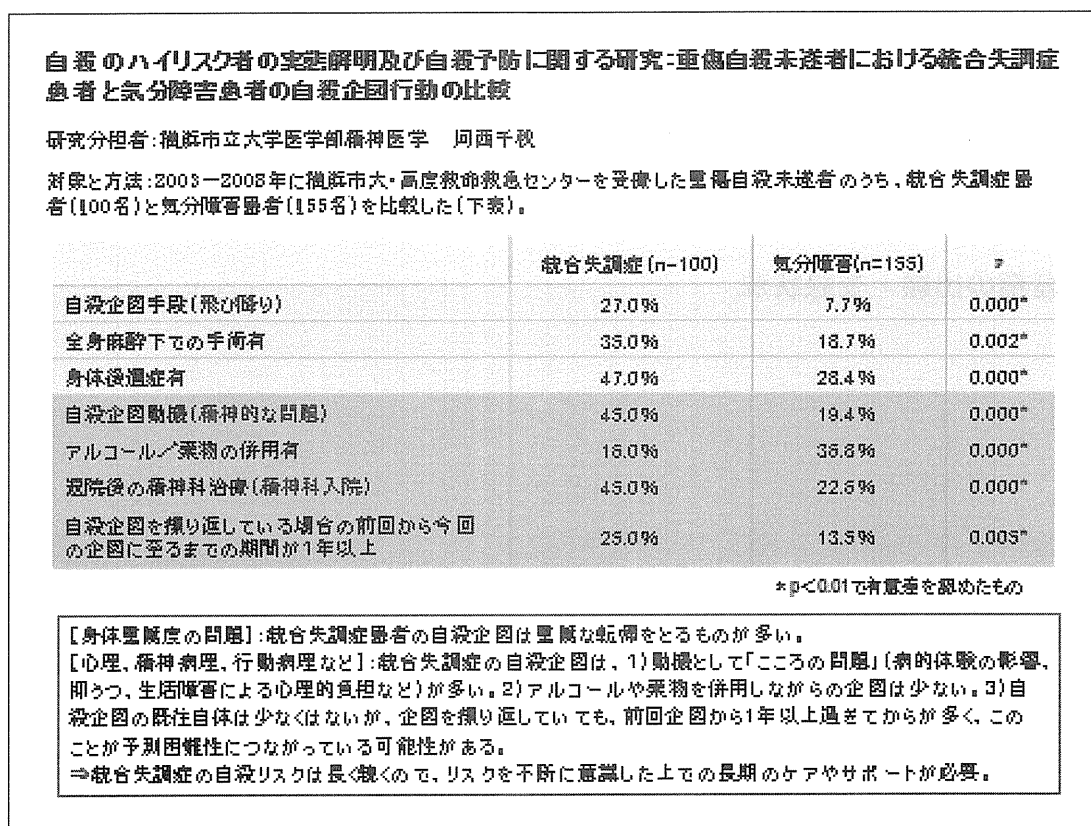 自殺のハイリスク者の実態解明及び自殺予防に関する研究:重傷自殺未遂者における統合失調症
患者と気分障害患者の自殺企図行動の比較
研究分担者:横浜市立大学医学部精神医学　河西千秋
対象と方法:2003—2008年に横浜市大・高度救命救急センターを受療した重傷自殺未遂者のうち、統合失調症患
者(100名)と気分障害患者(155名)を比較した(下表)。
統合失調症(n=100) 気分障害(n=155) P
自殺企図手段(飛び降り) 27.0% 7.7% 0.000*
全身麻酔下での手術有 35.0% 18.7% 0.002*
身体後遺症有 47.0% 28.4% 0.000*
自殺企図動機(精神的な問題) 45.0% 19.4% 0.000*
アルコール／薬物の併用有 0.000*
退院後の精神科治療(精神科入院) 45.0% 0.000*
自殺企図を繰り返している場合の前回から今回
の企図に至るまでの期間が1年以上 25.0%
*p<0.01で有意差を認めたもの
[身体重篤度の問題]:統合失調症患者の自殺企図は重篤な転帰をとるものが多い。
[心理、精神病理、行動病理など]:統合失調症の自殺企図は、1)動機として「こころの問題」(病的体験の影響、
抑うつ、生活障害による心理的負担など)が多い。2)アルコールや薬物を併用しながらの企図は少ない。3)自
殺企図の既往自体は少なくはないが、企図を繰り返していても、前回企図から1年以上過ぎてからが多く、この
ことが予測困難性につながっている可能性がある。
⇒統合失調症の自殺リスクは長く続くので、リスクを不断に意識した上での長期のケアやサポートが必要。